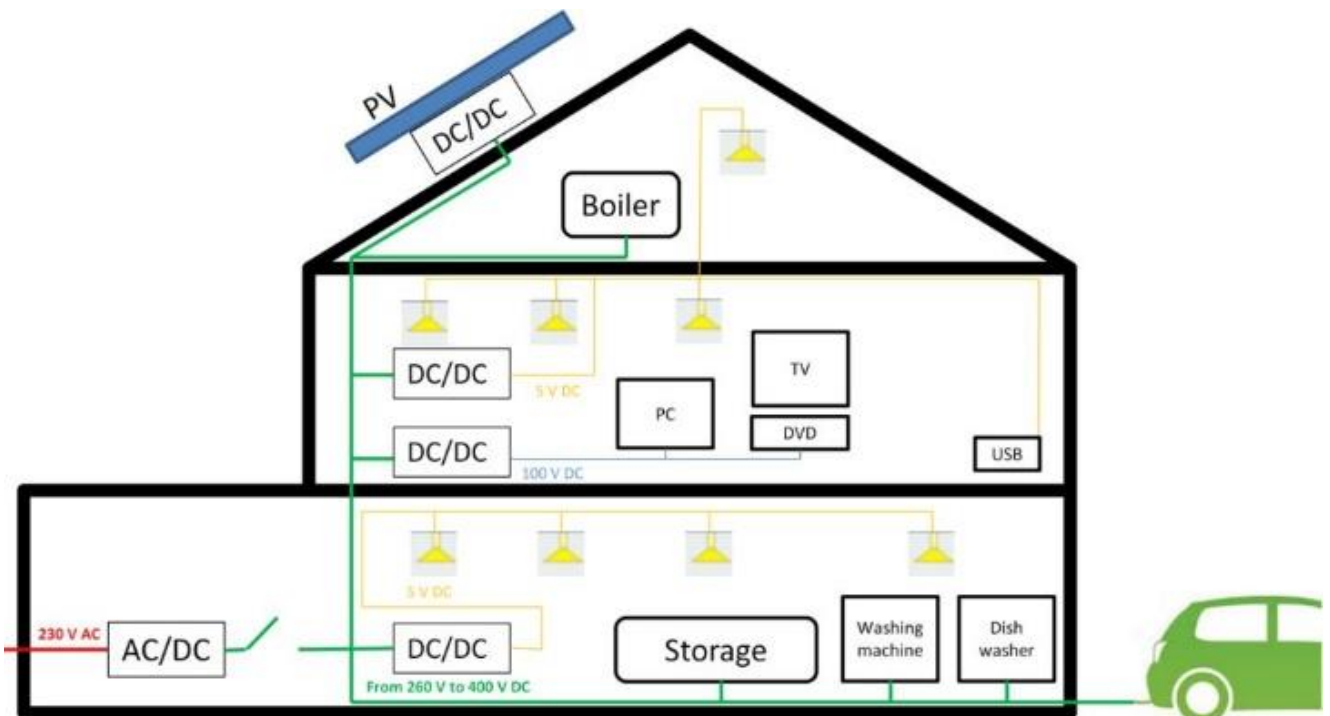 PV
DC/DC
Boiler
DC/DC
5 V DC
TV
PC
DVD
DC/DC
100 V DC
USB
5 V DC
230 V AC
AC/DC
DC/DC
From 260 V to 400 V DC
Storage
Washing
machine
Dish
washer